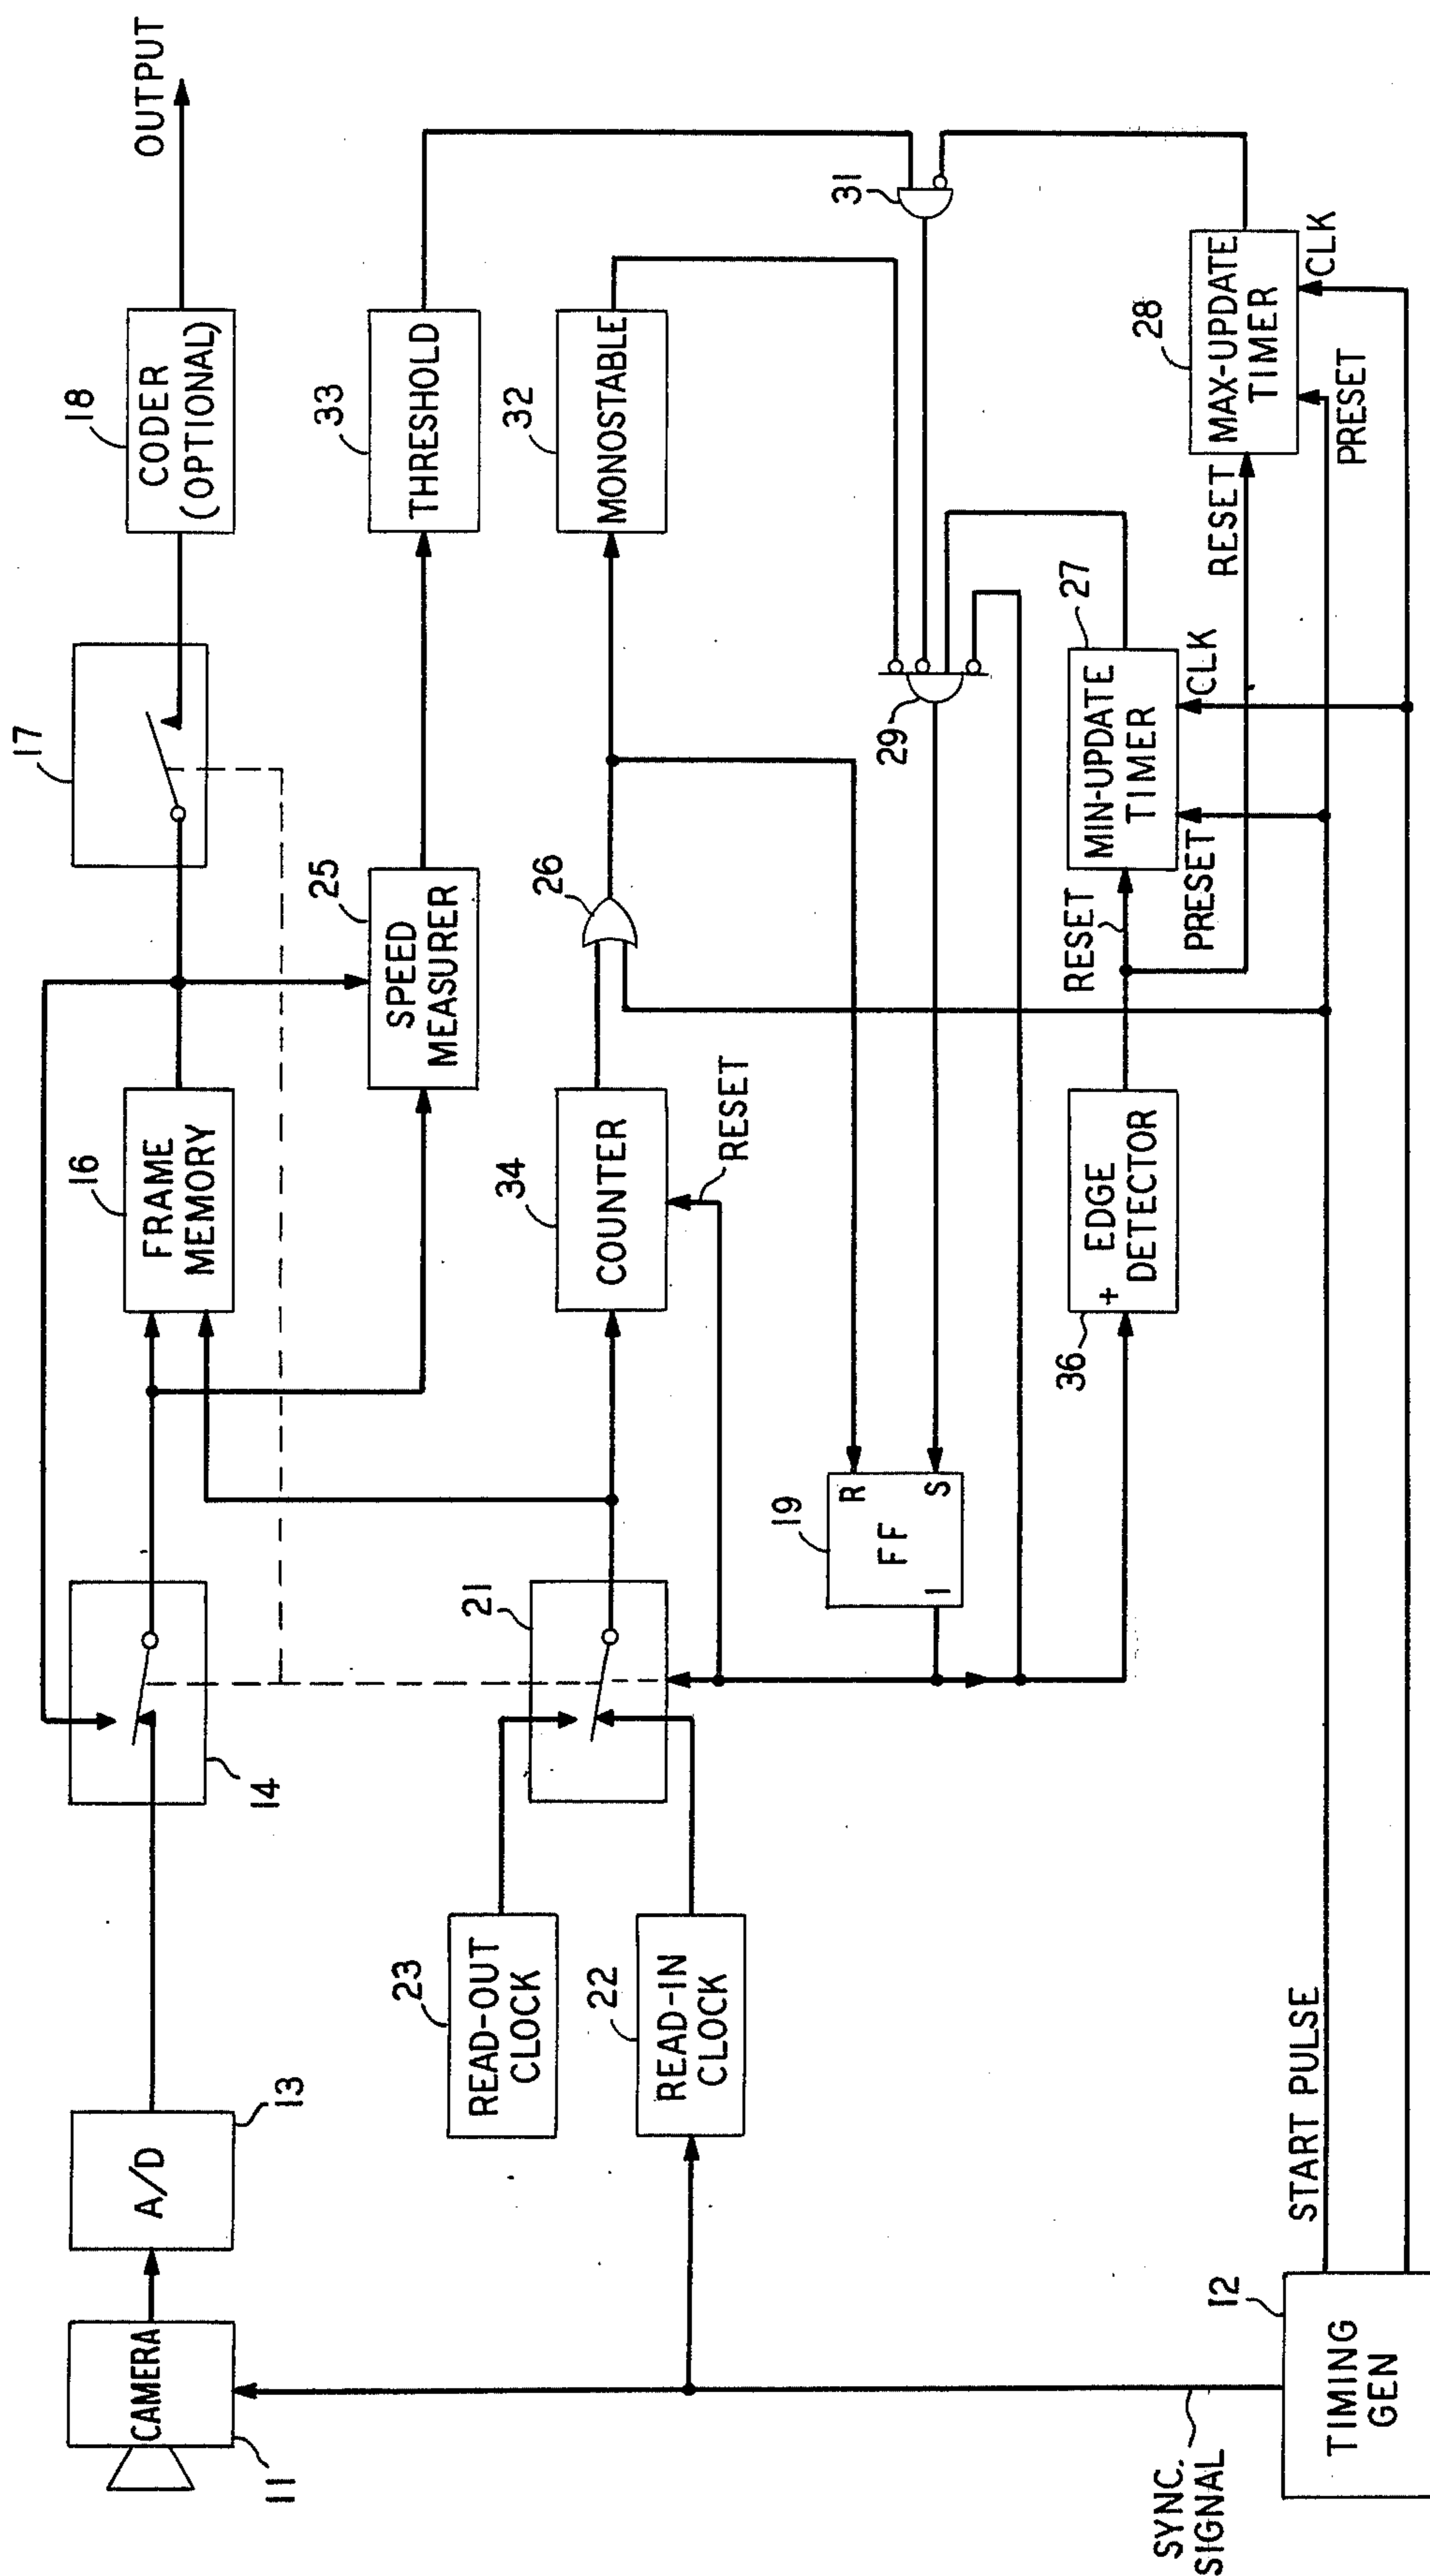 OUTPUT
17
18
CODER
(OPTIONAL)
16
FRAME
MEMORY
14
13
A/D
11
CAMERA
25
SPEED
MEASURER
33
THRESHOLD
23
READ-OUT
CLOCK
22
READ-IN
CLOCK
21
34
COUNTER
RESET
26
32
MONOSTABLE
31
19
FF
R
S
1
29
36
+
EDGE
DETECTOR
RESET
27
MIN-UPDATE
TIMER
PRESET
CLK
RESET
28
MAX-UPDATE
TIMER
PRESET
CLK
SYNC.
SIGNAL
12
TIMING
GEN
START PULSE